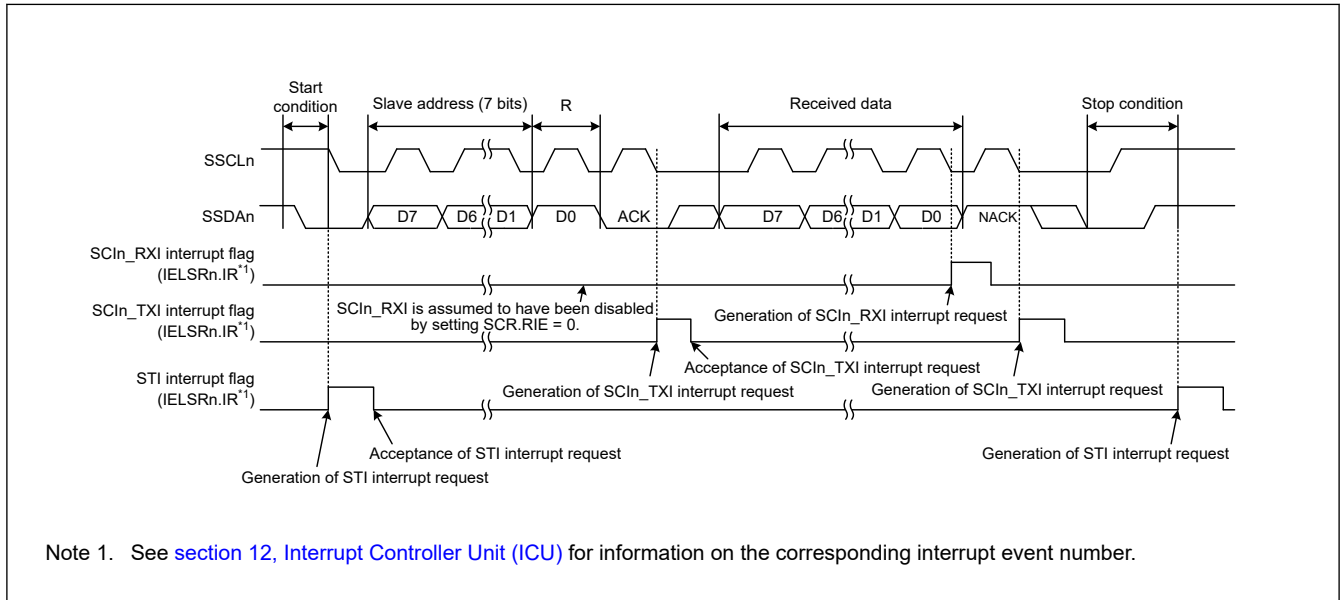 Start
condition
Slave address (7 bits)
R
Received data
Stop condition
SSCLn
SSDAn
D7
D6
D1
D0
ACK
D7
D6
D1
D0
NACK
SCIn_RXI interrupt flag
(IELSRn.IR*1)
SCIn_RXI is assumed to have been disabled
by setting SCR.RIE = 0.
Generation of SCIn_RXI interrupt request
SCIn_TXI interrupt flag
(IELSRn.IR*1)
Acceptance of SCIn_TXI interrupt request
Generation of SCIn_TXI interrupt request
Generation of SCIn_TXI interrupt request
STI interrupt flag
(IELSRn.IR*1)
Acceptance of STI interrupt request
Generation of STI interrupt request
Generation of STI interrupt request
Note 1. See section 12, Interrupt Controller Unit (ICU) for information on the corresponding interrupt event number.